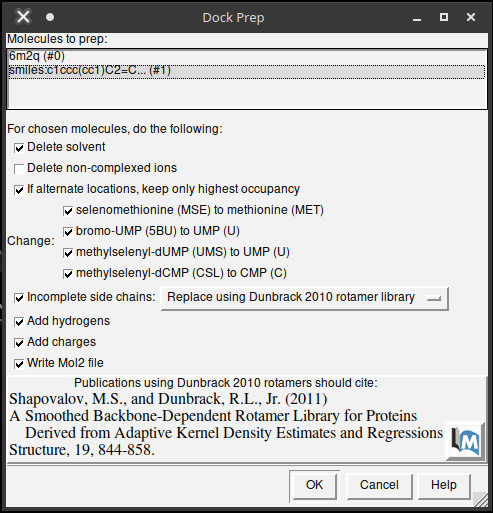 Dock Prep
Molecules to prep:
6m2q (#0)
smiles:c1ccc(cc1)C2=C... (#1)
For chosen molecules, do the following:
Delete solvent
Delete non-complexed ions
If alternate locations, keep only highest occupancy
Change:
selenomethionine (MSE) to methionine (MET)
bromo-UMP (5BU) to UMP (U)
methylselenyl-dUMP (UMS) to UMP (U)
methylselenyl-dCMP (CSL) to CMP (C)
Incomplete side chains: Replace using Dunbrack 2010 rotamer library
Add hydrogens
Add charges
Write Mol2 file
Publications using Dunbrack 2010 rotamers should cite:
Shapovalov, M.S., and Dunbrack, R.L., Jr. (2011)
A Smoothed Backbone-Dependent Rotamer Library for Proteins
Derived from Adaptive Kernel Density Estimates and Regressions
Structure, 19, 844-858.
M
OK Cancel Help